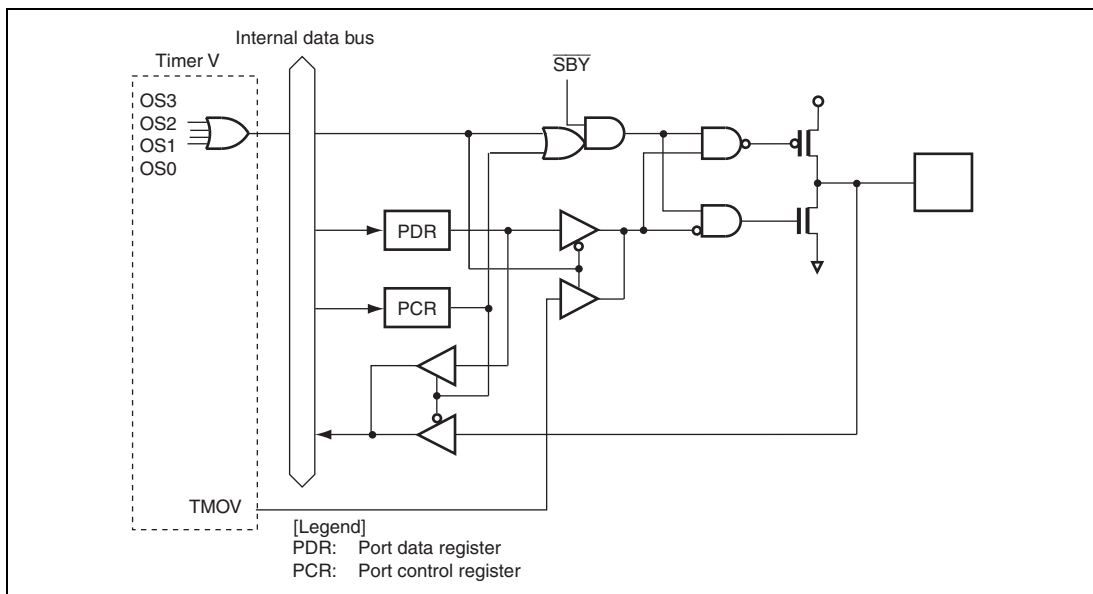 Internal data bus
Timer V
SBY
OS3
OS2
OS1
OS0
PDR
PCR
TMOV
[Legend]
PDR: Port data register
PCR: Port control register